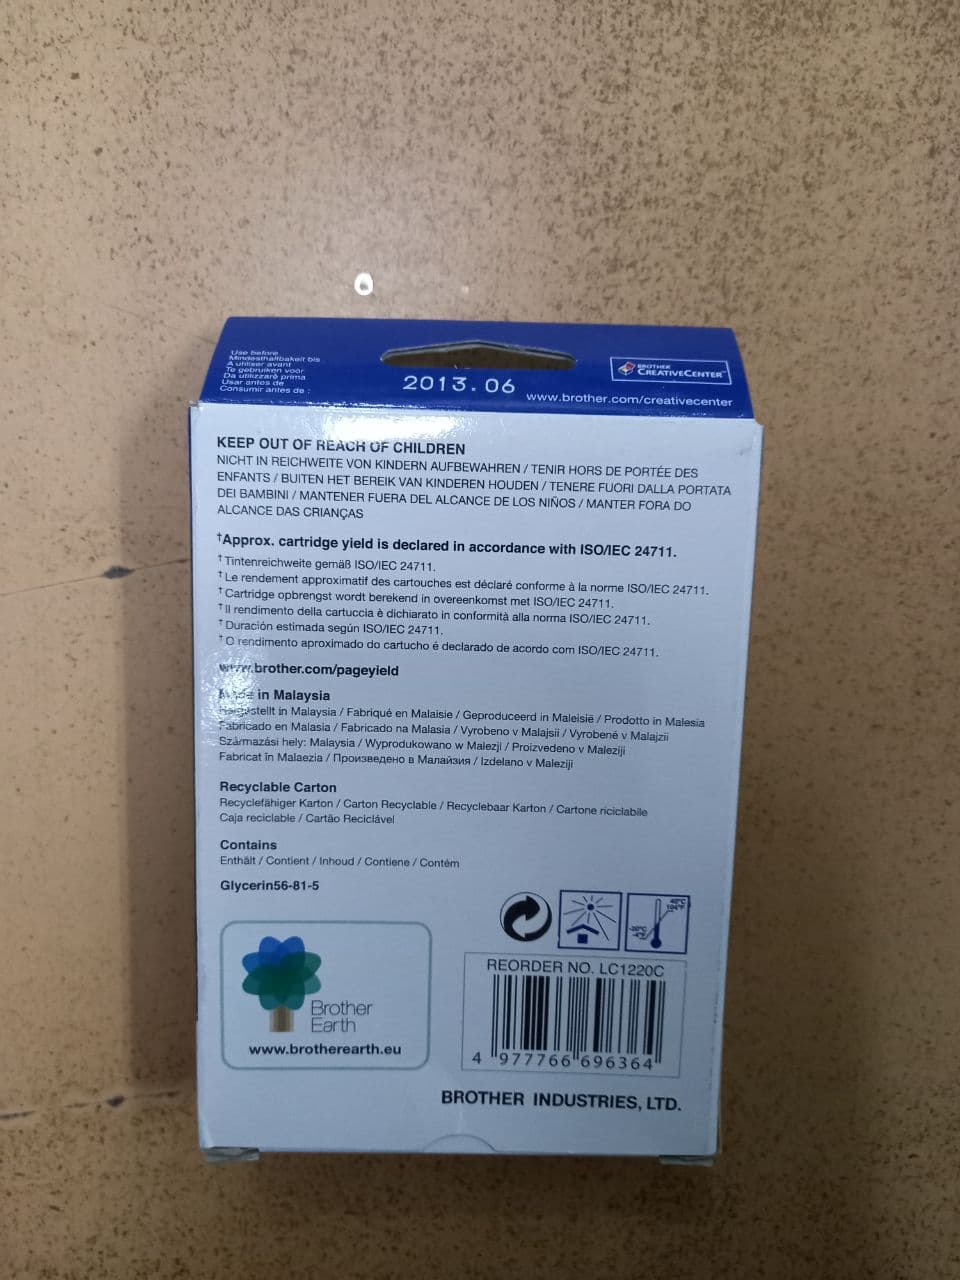 Use before
Mindesthaltbarkeit bis
A utiliser avant
Te gebruiken vóór
Da utilizzare prima
Usar antes de
Consumir antes de :
2013.06
BROTHER
CREATIVECENTER
www.brother.com/creativecenter
KEEP OUT OF REACH OF CHILDREN
NICHT IN REICHWEITE VON KINDERN AUFBEWAHREN / TENIR HORS DE PORTÉE DES
ENFANTS / BUITEN HET BEREIK VAN KINDEREN HOUDEN / TENERE FUORI DALLA PORTATA
DEI BAMBINI / MANTENER FUERA DEL ALCANCE DE LOS NIÑOS / MANTER FORA DO
ALCANCE DAS CRIANÇAS
†Approx. cartridge yield is declared in accordance with ISO/IEC 24711.
†Tintenreichweite gemäß ISO/IEC 24711.
†Le rendement approximatif des cartouches est déclaré conforme à la norme ISO/IEC 24711.
†Cartridge opbrengst wordt berekend in overeenkomst met ISO/IEC 24711.
†Il rendimento della cartuccia è dichiarato in conformità alla norma ISO/IEC 24711.
†Duración estimada según ISO/IEC 24711.
†O rendimento aproximado do cartucho é declarado de acordo com ISO/IEC 24711.
www.brother.com/pageyield
Made in Malaysia
Hergestellt in Malaysia / Fabriqué en Malaisie / Geproduceerd in Maleisië / Prodotto in Malesia
Fabricado en Malasia / Fabricado na Malasia / Vyrobeno v Malajsii / Vyrobené v Malajzii
Származási hely: Malaysia / Wyprodukowano w Malezji / Proizvedeno v Maleziji
Fabricat în Malaezia / Произведено в Малайзия / Izdelano v Maleziji
Recyclable Carton
Recyclefähiger Karton / Carton Recyclable / Recyclebaar Karton / Cartone riciclabile
Caja reciclable / Cartão Reciclável
Contains
Enthält / Contient / Inhoud / Contiene / Contém
Glycerin56-81-5
Brother
Earth
www.brotherearth.eu
REORDER NO. LC1220C
4 977766 696364
BROTHER INDUSTRIES, LTD.